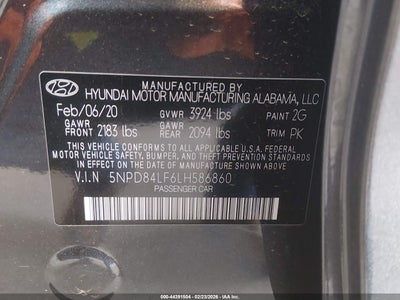 MANUFACTURED BY
HYUNDAI MOTOR MANUFACTURING ALABAMA, LLC
Feb/06/20 GVWR 3924 lbs PAINT 2G
GAWR FRONT 2183 lbs GAWR REAR 2094 lbs TRIM PK
THIS VEHICLE CONFORMS TO ALL APPLICABLE U.S.A. FEDERAL
MOTOR VEHICLE SAFETY, BUMPER, AND THEFT PREVENTION STANDARDS
IN EFFECT ON THE DATE OF MANUFACTURE SHOWN ABOVE.
V.I.N 5NPD84LF6LH586860
PASSENGER CAR
000-44391504 - 02/23/2026 - © IAA, Inc.